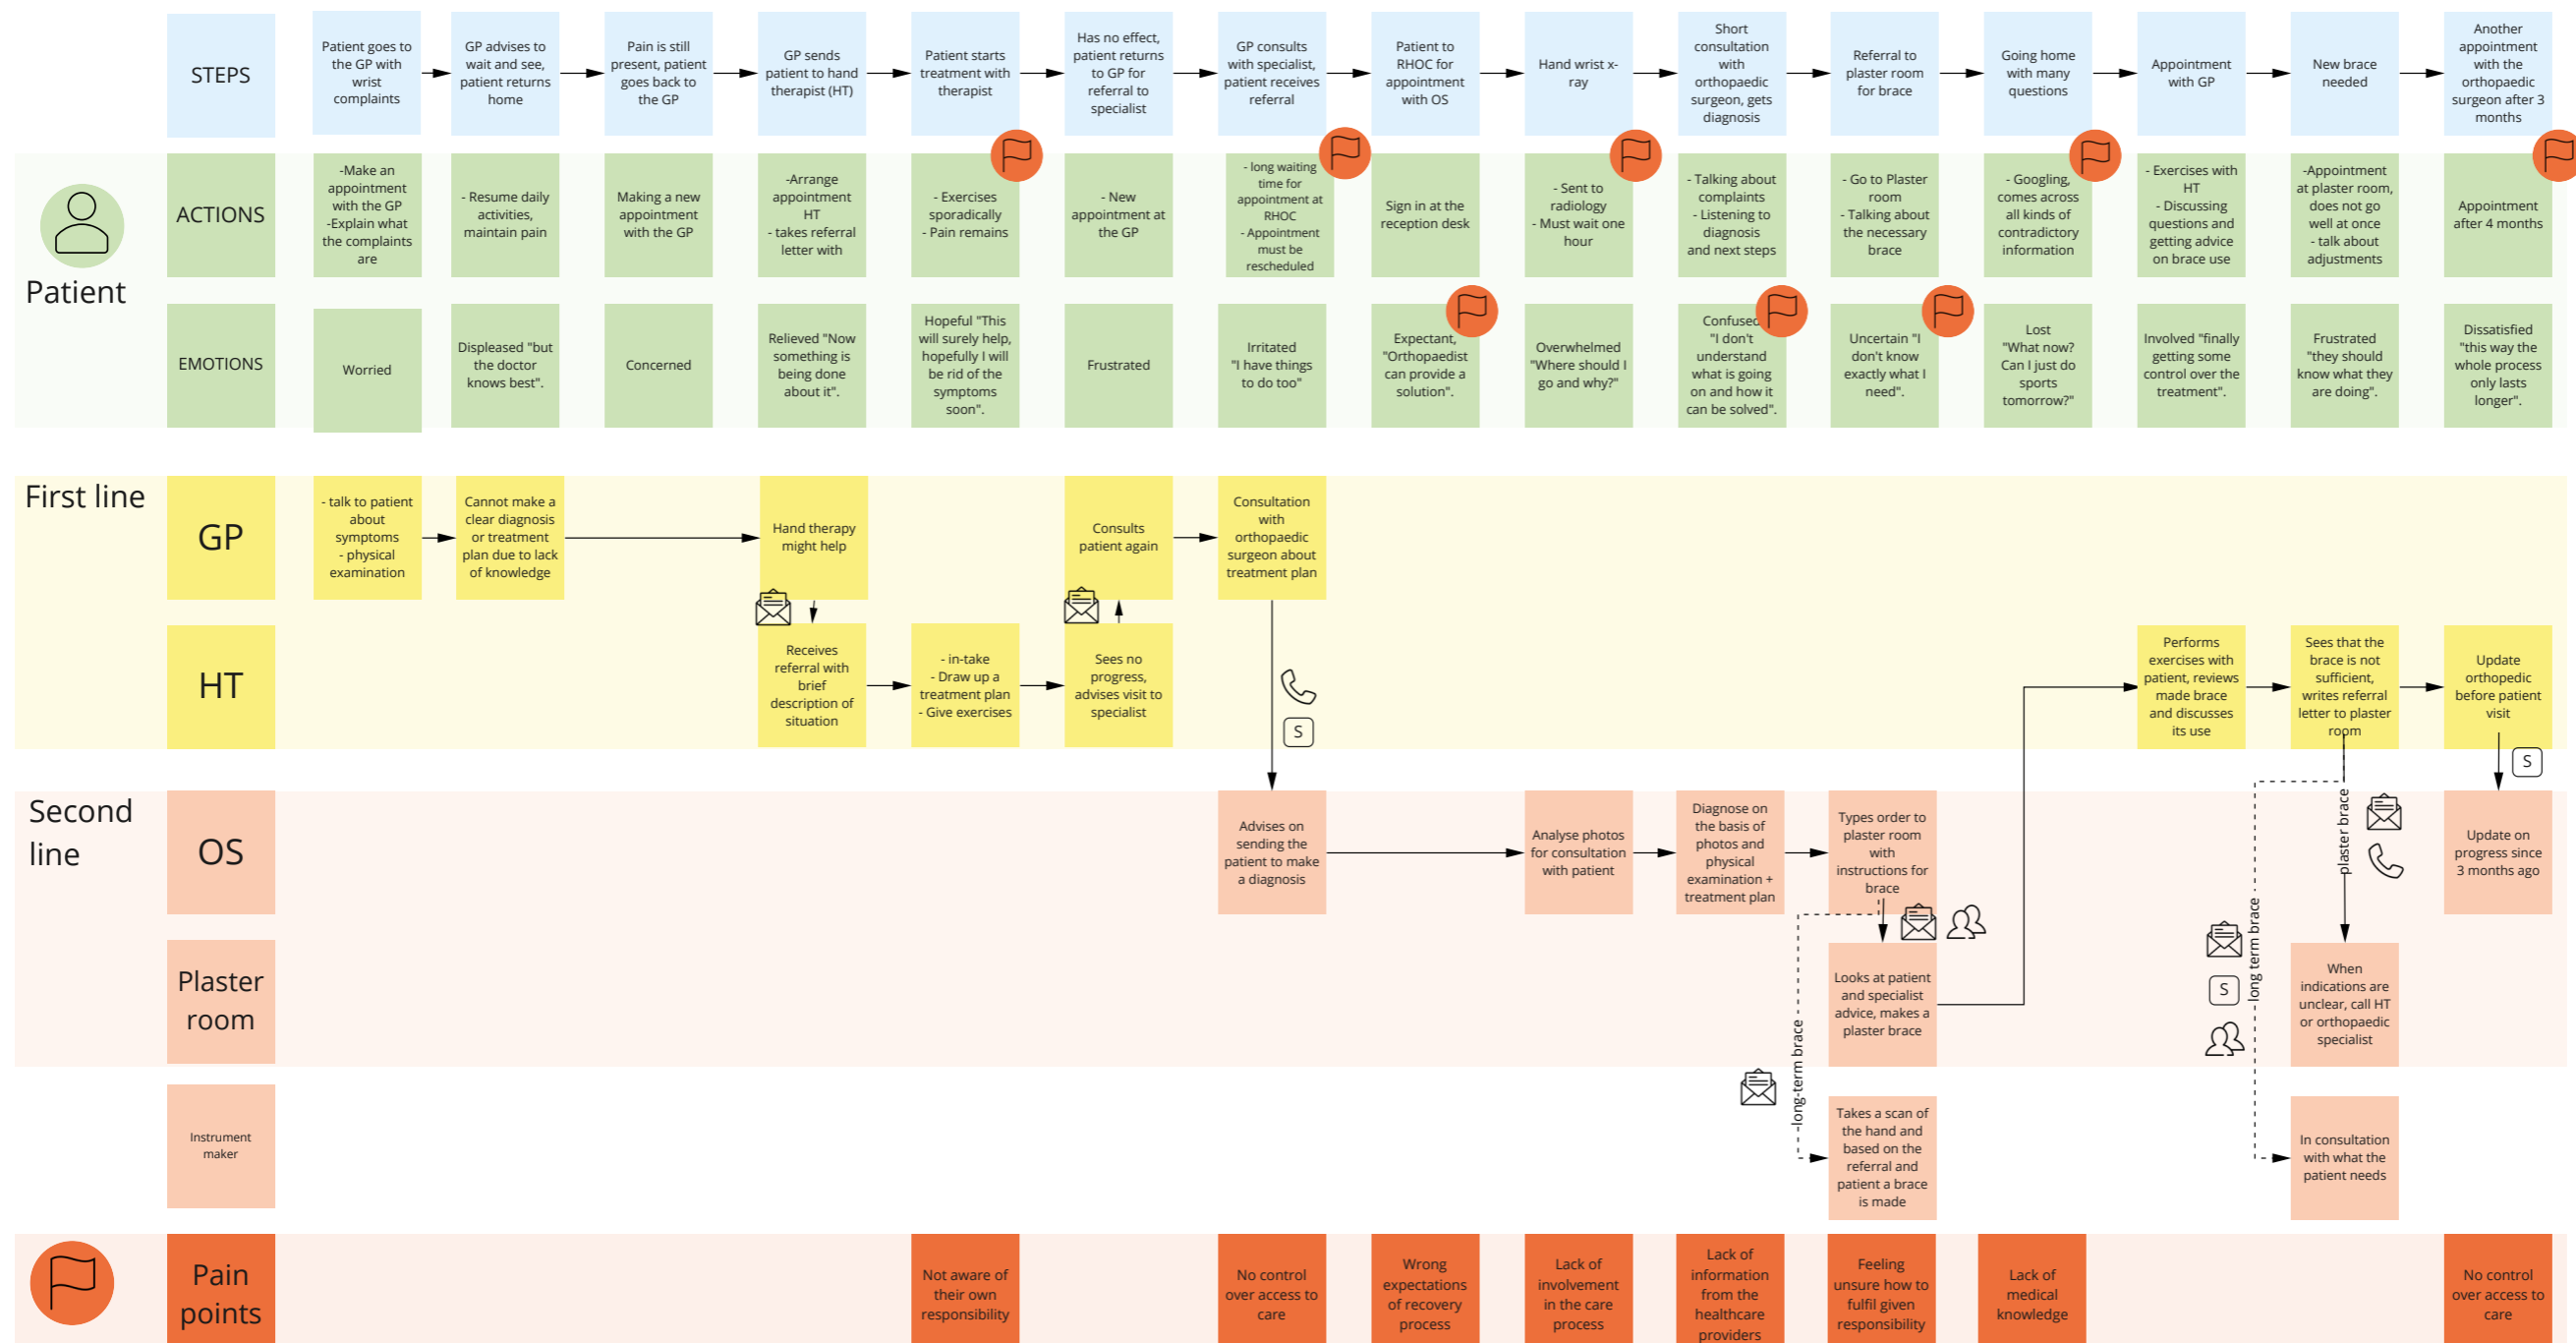 STEPS
Patient goes to
the GP with
wrist
complaints
GP advises to
wait and see,
patient returns
home
Pain is still
present, patient
goes back to
the GP
GP sends
patient to hand
therapist (HT)
Patient starts
treatment with
therapist
Has no effect,
patient returns
to GP for
referral to
specialist
GP consults
with specialist,
patient receives
referral
Patient to
RHOC for
appointment
with OS
Hand wrist x-
ray
Short
consultation
with
orthopaedic
surgeon, gets
diagnosis
Referral to
plaster room
for brace
Going home
with many
questions
Appointment
with GP
New brace
needed
Another
appointment
with the
orthopaedic
surgeon after 3
months
Patient
ACTIONS
-Make an
appointment
with the GP
-Explain what
the complaints
are
- Resume daily
activities,
maintain pain
Making a new
appointment
with the GP
-Arrange
appointment
HT
- takes referral
letter with
- Exercises
sporadically
- Pain remains
- New
appointment at
the GP
- long waiting
time for
appointment at
RHOC
- Appointment
must be
rescheduled
Sign in at the
reception desk
- Sent to
radiology
- Must wait one
hour
- Talking about
complaints
- Listening to
diagnosis
and next steps
- Go to Plaster
room
- Talking about
the necessary
brace
- Googling,
comes across
all kinds of
contradictory
information
- Exercises with
HT
- Discussing
questions and
getting advice
on brace use
-Appointment
at plaster room,
does not go
well at once
- talk about
adjustments
Appointment
after 4 months
EMOTIONS
Worried
Displeased "but
the doctor
knows best".
Concerned
Relieved "Now
something is
being done
about it".
Hopeful "This
will surely help,
hopefully I will
be rid of the
symptoms
soon".
Frustrated
Irritated
"I have things
to do too"
Expectant,
"Orthopaedist
can provide a
solution".
Overwhelmed
"Where should I
go and why?"
Confused
"I don't
understand
what is going
on and how it
can be solved".
Uncertain "I
don't know
exactly what I
need".
Lost
"What now?
Can I just do
sports
tomorrow?"
Involved "finally
getting some
control over the
treatment".
Frustrated
"they should
know what they
are doing".
Dissatisfied
"this way the
whole process
only lasts
longer".
First line
GP
- talk to patient
about
symptoms
- physical
examination
Cannot make a
clear diagnosis
or treatment
plan due to lack
of knowledge
Hand therapy
might help
Consults
patient again
Consultation
with
orthopaedic
surgeon about
treatment plan
HT
Receives
referral with
brief
description of
situation
- in-take
- Draw up a
treatment plan
- Give exercises
Sees no
progress,
advises visit to
specialist
S
Performs
exercises with
patient, reviews
made brace
and discusses
its use
Sees that the
brace is not
sufficient,
writes referral
letter to plaster
room
Update
orthopedic
before patient
visit
S
Second
line
OS
Advises on
sending the
patient to make
a diagnosis
Analyse photos
for consultation
with patient
Diagnose on
the basis of
photos and
physical
examination +
treatment plan
Types order to
plaster room
with
instructions for
brace
plaster brace
Update on
progress since
3 months ago
Plaster
room
Looks at patient
and specialist
advice, makes a
plaster brace
long term brace
S
When
indications are
unclear, call HT
or orthopaedic
specialist
long-term brace
Instrument
maker
Takes a scan of
the hand and
based on the
referral and
patient a brace
is made
In consultation
with what the
patient needs
Pain
points
Not aware of
their own
responsibility
No control
over access to
care
Wrong
expectations
of recovery
process
Lack of
involvement
in the care
process
Lack of
information
from the
healthcare
providers
Feeling
unsure how to
fulfil given
responsibility
Lack of
medical
knowledge
No control
over access to
care